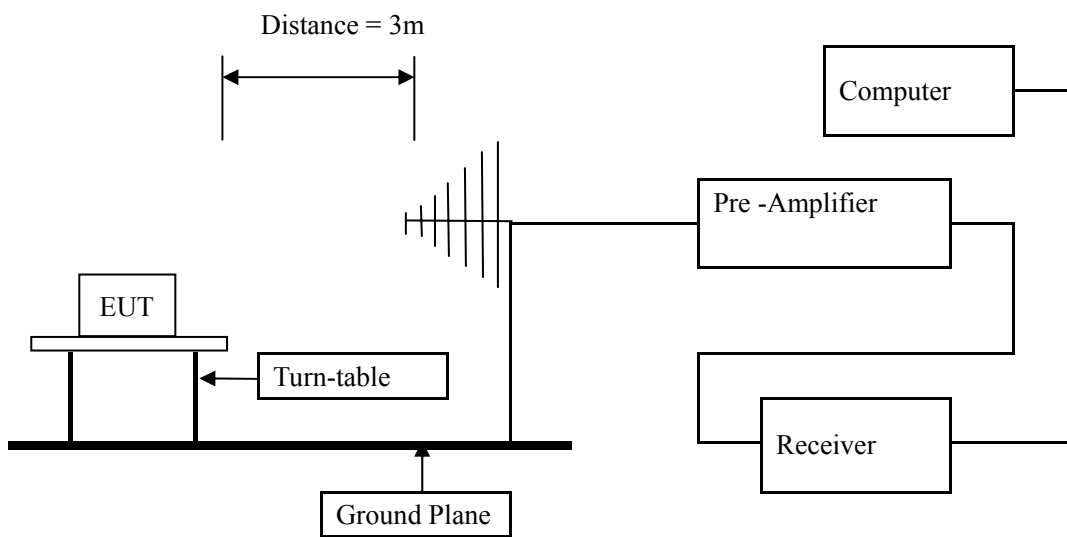 Distance = 3m
Computer
Pre -Amplifier
EUT
Turn-table
Receiver
Ground Plane